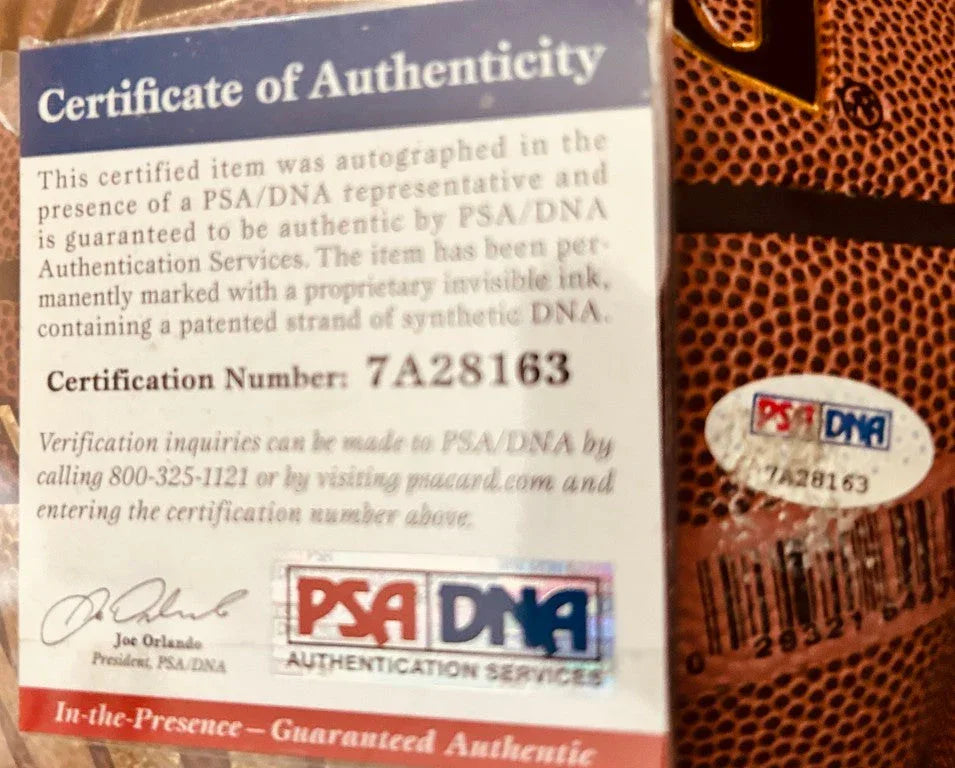 Certificate of Authenticity
This certified item was autographed in the
presence of a PSA/DNA representative and
is guaranteed to be authentic by PSA/DNA
Authentication Services. The item has been per-
manently marked with a proprietary invisible ink,
containing a patented strand of synthetic DNA.
Certification Number: 7A28163
Verification inquiries can be made to PSA/DNA by
calling 800-325-1121 or by visiting psacard.com and
entering the certification number above.
Joe Orlando
President, PSA/DNA
PSA DNA
AUTHENTICATION SERVICES
In-the-Presence – Guaranteed Authentic
®
PSA DNA
7A28163
0 29321